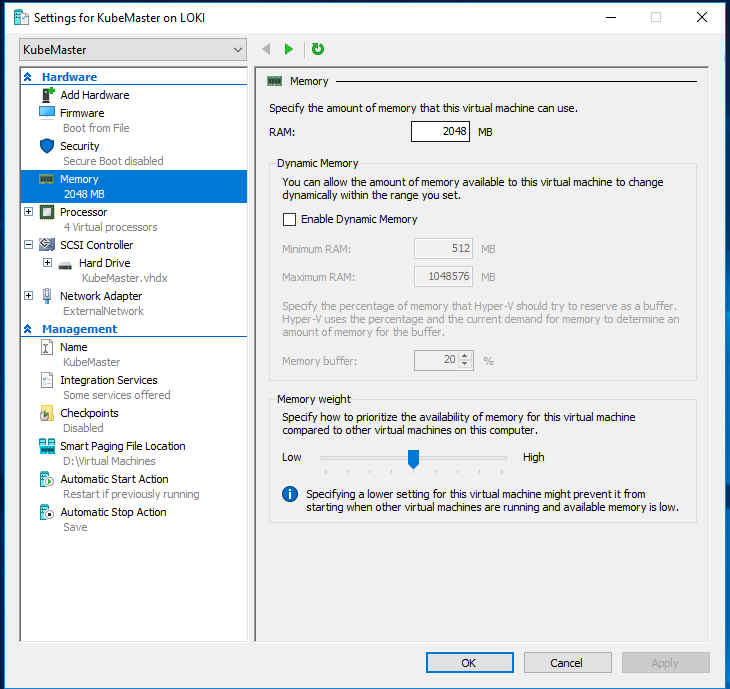 Settings for KubeMaster on LOKI
KubeMaster
Hardware
Add Hardware
Firmware
Boot from File
Security
Secure Boot disabled
Memory
2048 MB
Processor
4 Virtual processors
SCSI Controller
Hard Drive
KubeMaster.vhdx
Network Adapter
ExternalNetwork
Management
Name
KubeMaster
Integration Services
Some services offered
Checkpoints
Disabled
Smart Paging File Location
D:\Virtual Machines
Automatic Start Action
Restart if previously running
Automatic Stop Action
Save
Memory
Specify the amount of memory that this virtual machine can use.
RAM: 2048 MB
Dynamic Memory
You can allow the amount of memory available to this virtual machine to change
dynamically within the range you set.
Enable Dynamic Memory
Minimum RAM: 512 MB
Maximum RAM: 1048576 MB
Specify the percentage of memory that Hyper-V should try to reserve as a buffer.
Hyper-V uses the percentage and the current demand for memory to determine an
amount of memory for the buffer.
Memory buffer: 20 %
Memory weight
Specify how to prioritize the availability of memory for this virtual machine
compared to other virtual machines on this computer.
Low High
Specifying a lower setting for this virtual machine might prevent it from
starting when other virtual machines are running and available memory is low.
OK Cancel Apply